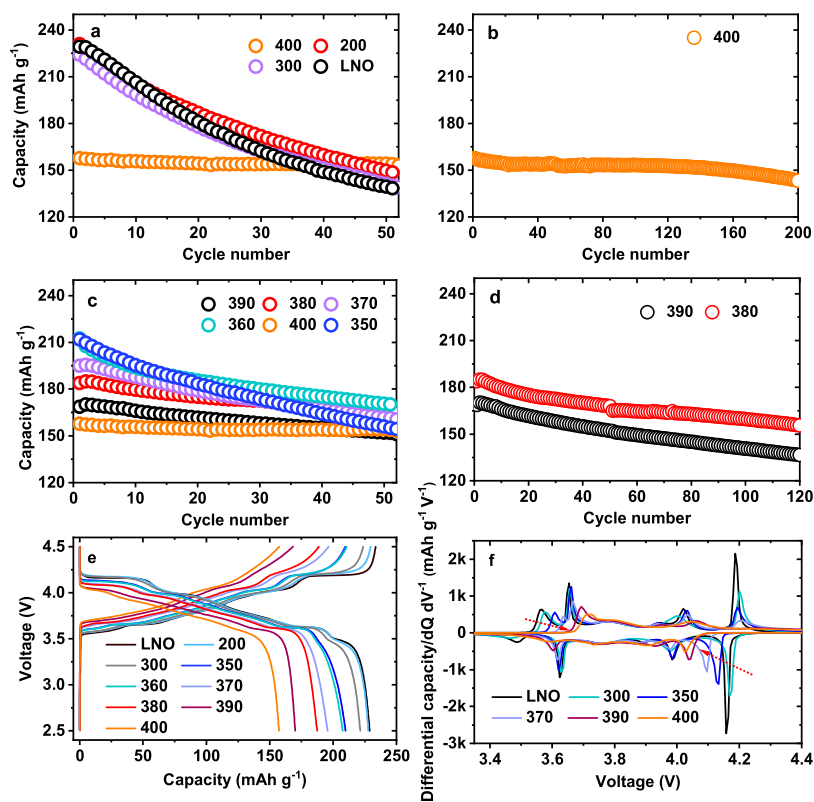 a
400 200
300 LNO
240
210
180
150
120
0 10 20 30 40 50
Cycle number
Capacity (mAh g⁻¹)
b
400
240
210
180
150
120
0 40 80 120 160 200
Cycle number
c
390 380 370
360 400 350
240
210
180
150
120
0 10 20 30 40 50
Cycle number
Capacity (mAh g⁻¹)
d
390 380
240
210
180
150
120
0 20 40 60 80 100 120
Cycle number
e
4.5
4.0
3.5
3.0
2.5
LNO 200
300 350
360 370
380 390
400
0 50 100 150 200 250
Capacity (mAh g⁻¹)
Voltage (V)
f
2k
1k
0
-1k
-2k
-3k
LNO 300 350
370 390 400
3.4 3.6 3.8 4.0 4.2 4.4
Voltage (V)
Differential capacity/dQ dV⁻¹ (mAh g⁻¹ V⁻¹)